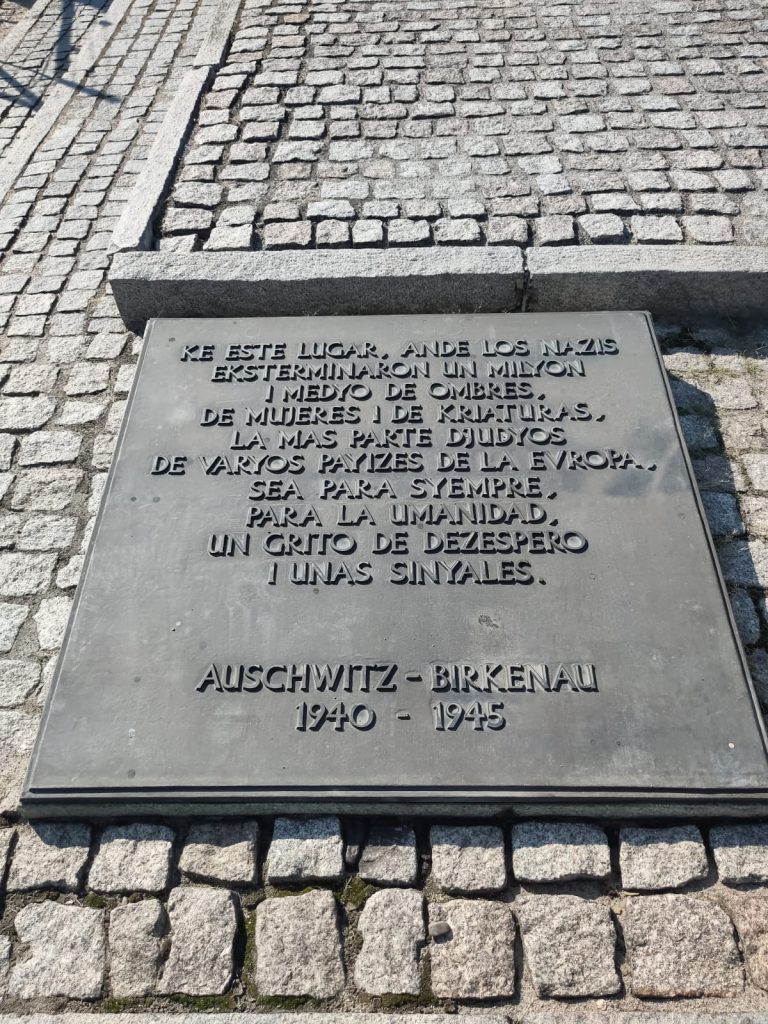 KE ESTE LUGAR, ANDE LOS NAZIS
EKSTERMINARON UN MILYON
I MEDYO DE OMBRES,
DE MUJERES I DE KRIATURAS,
LA MAS PARTE DJUDYOS
DE VARYOS PAYIZES DE LA EVROPA,
SEA PARA SYEMPRE,
PARA LA UMANIDAD,
UN GRITO DE DEZESPERO
I UNAS SINYALES.
AUSCHWITZ - BIRKENAU
1940 - 1945